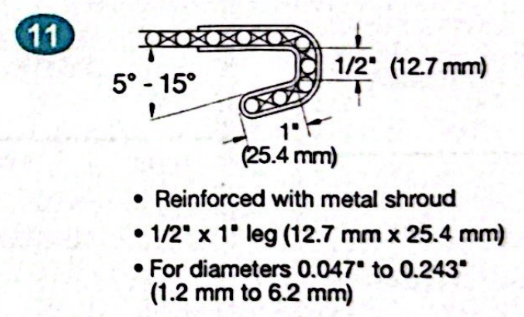 11
1/2" (12.7 mm)
5° - 15°
1"
(25.4 mm)
• Reinforced with metal shroud
• 1/2" x 1" leg (12.7 mm x 25.4 mm)
• For diameters 0.047" to 0.243"
(1.2 mm to 6.2 mm)